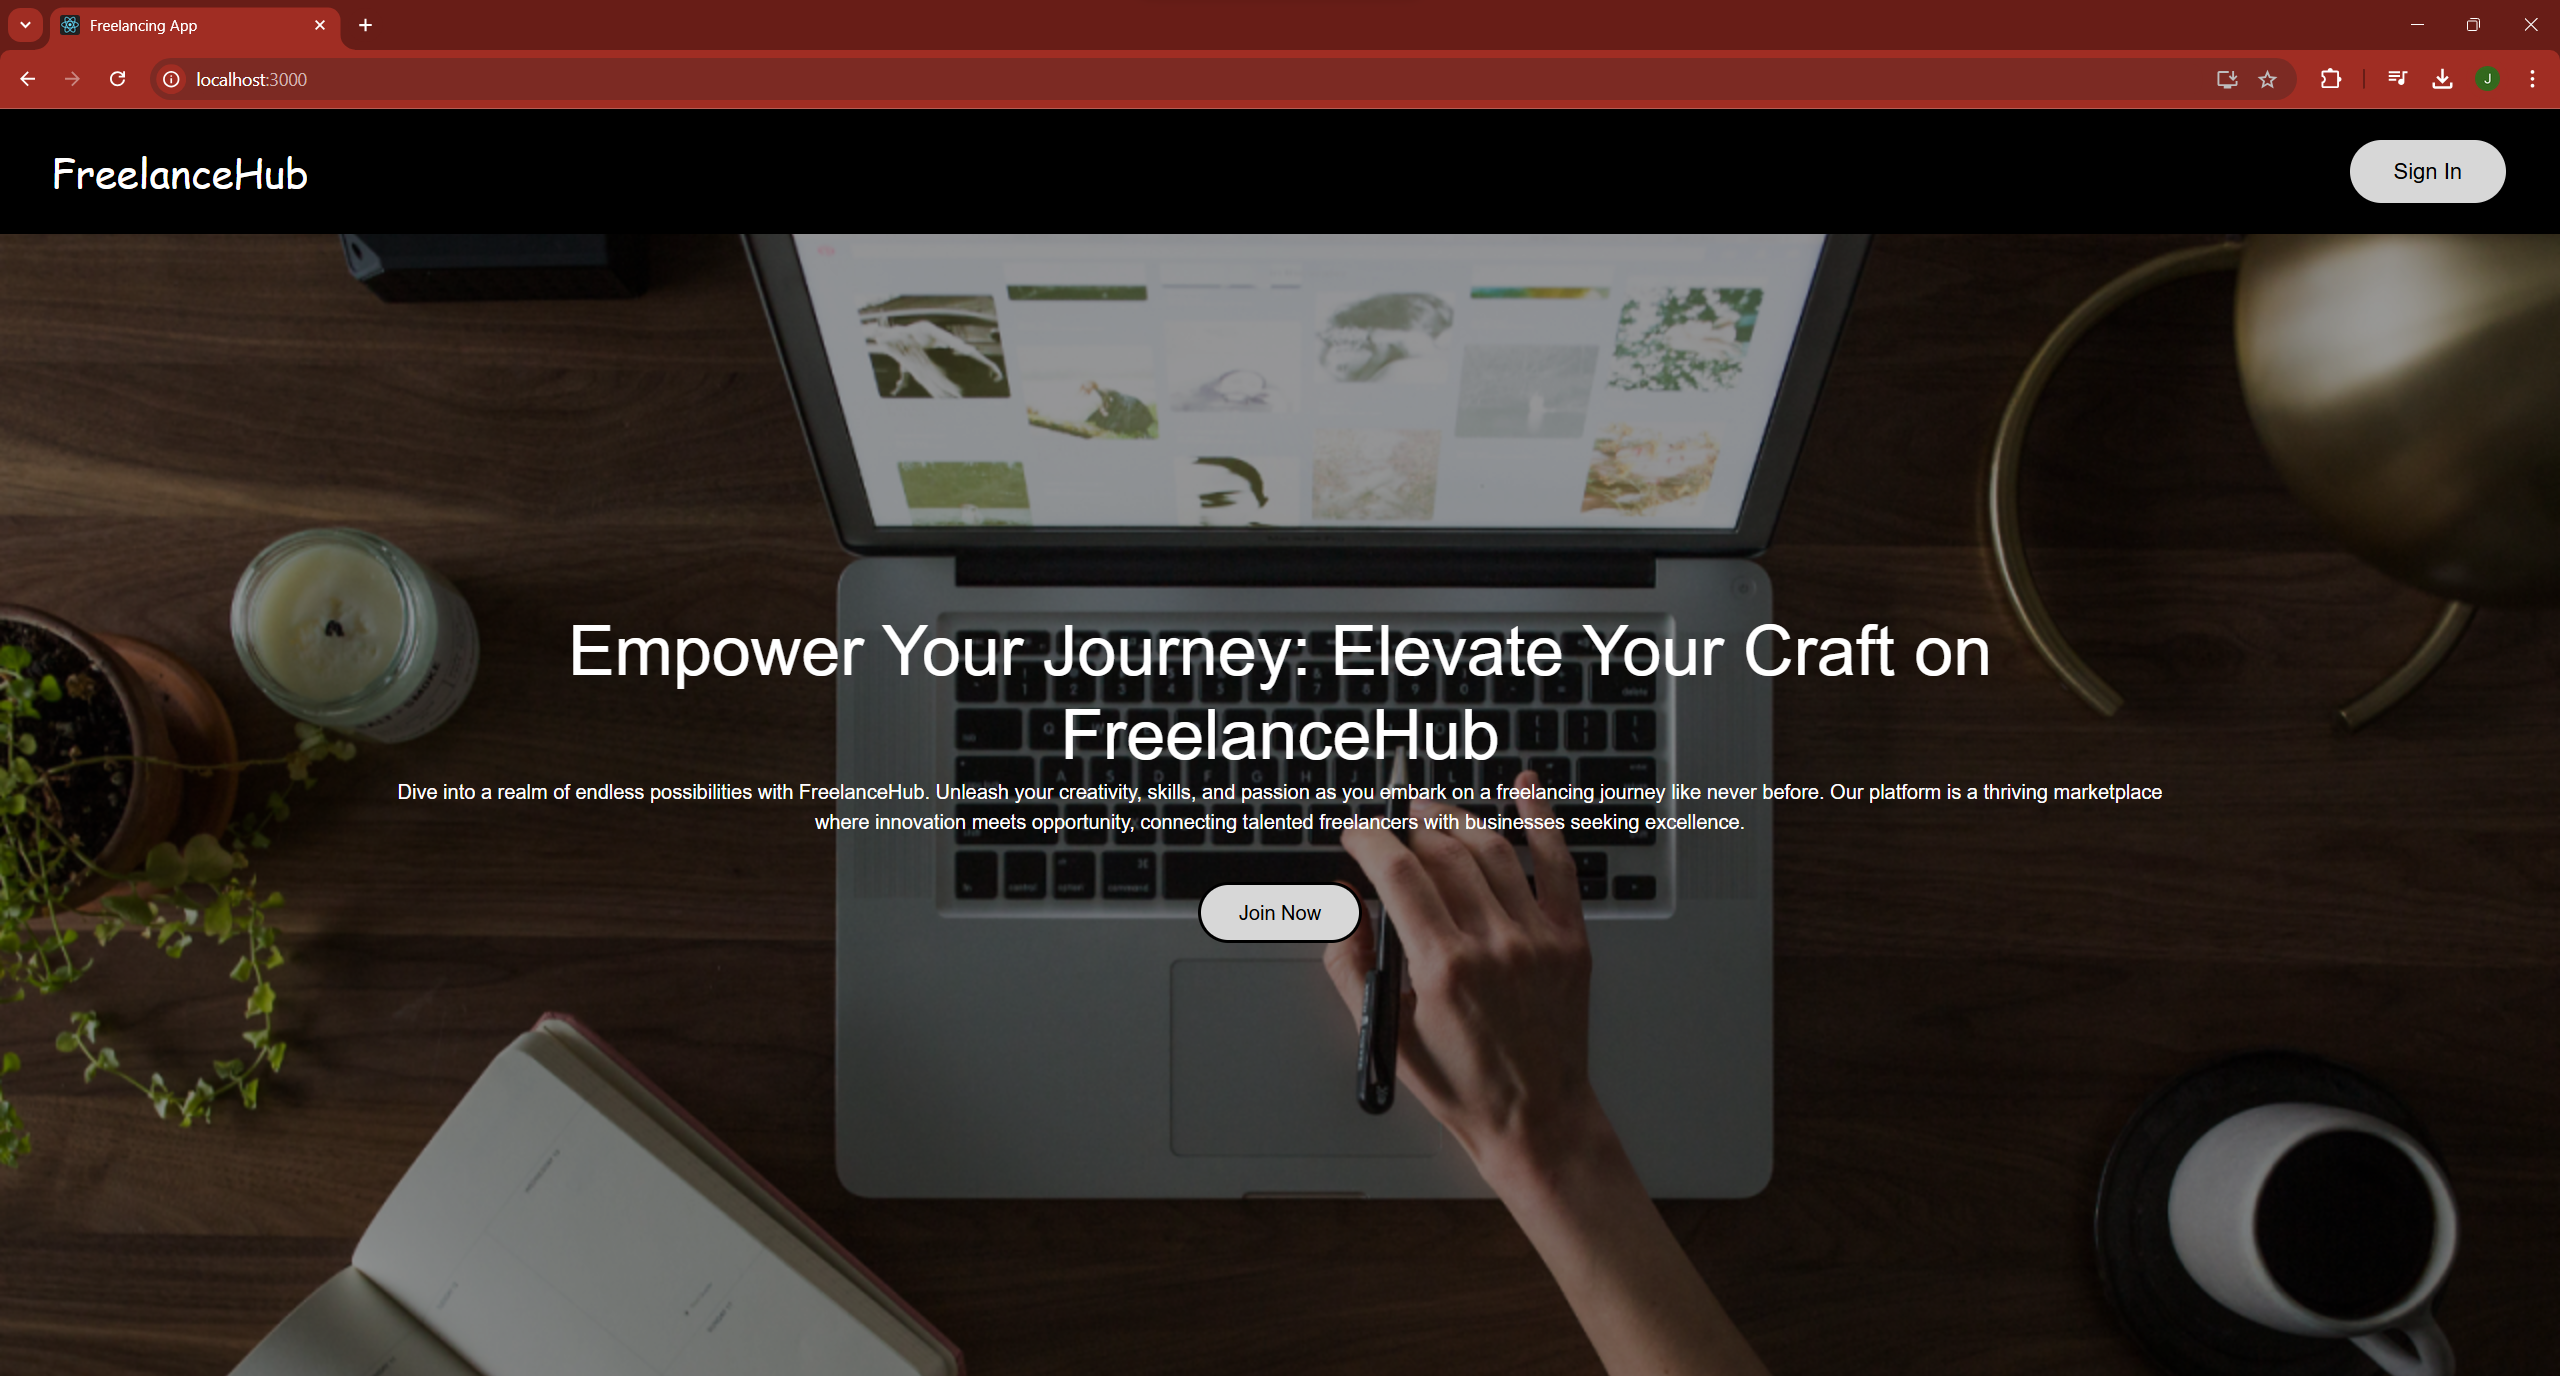 Freelancing App
localhost:3000
J
FreelanceHub
Sign In
Empower Your Journey: Elevate Your Craft on
FreelanceHub
Dive into a realm of endless possibilities with FreelanceHub. Unleash your creativity, skills, and passion as you embark on a freelancing journey like never before. Our platform is a thriving marketplace
where innovation meets opportunity, connecting talented freelancers with businesses seeking excellence.
Join Now